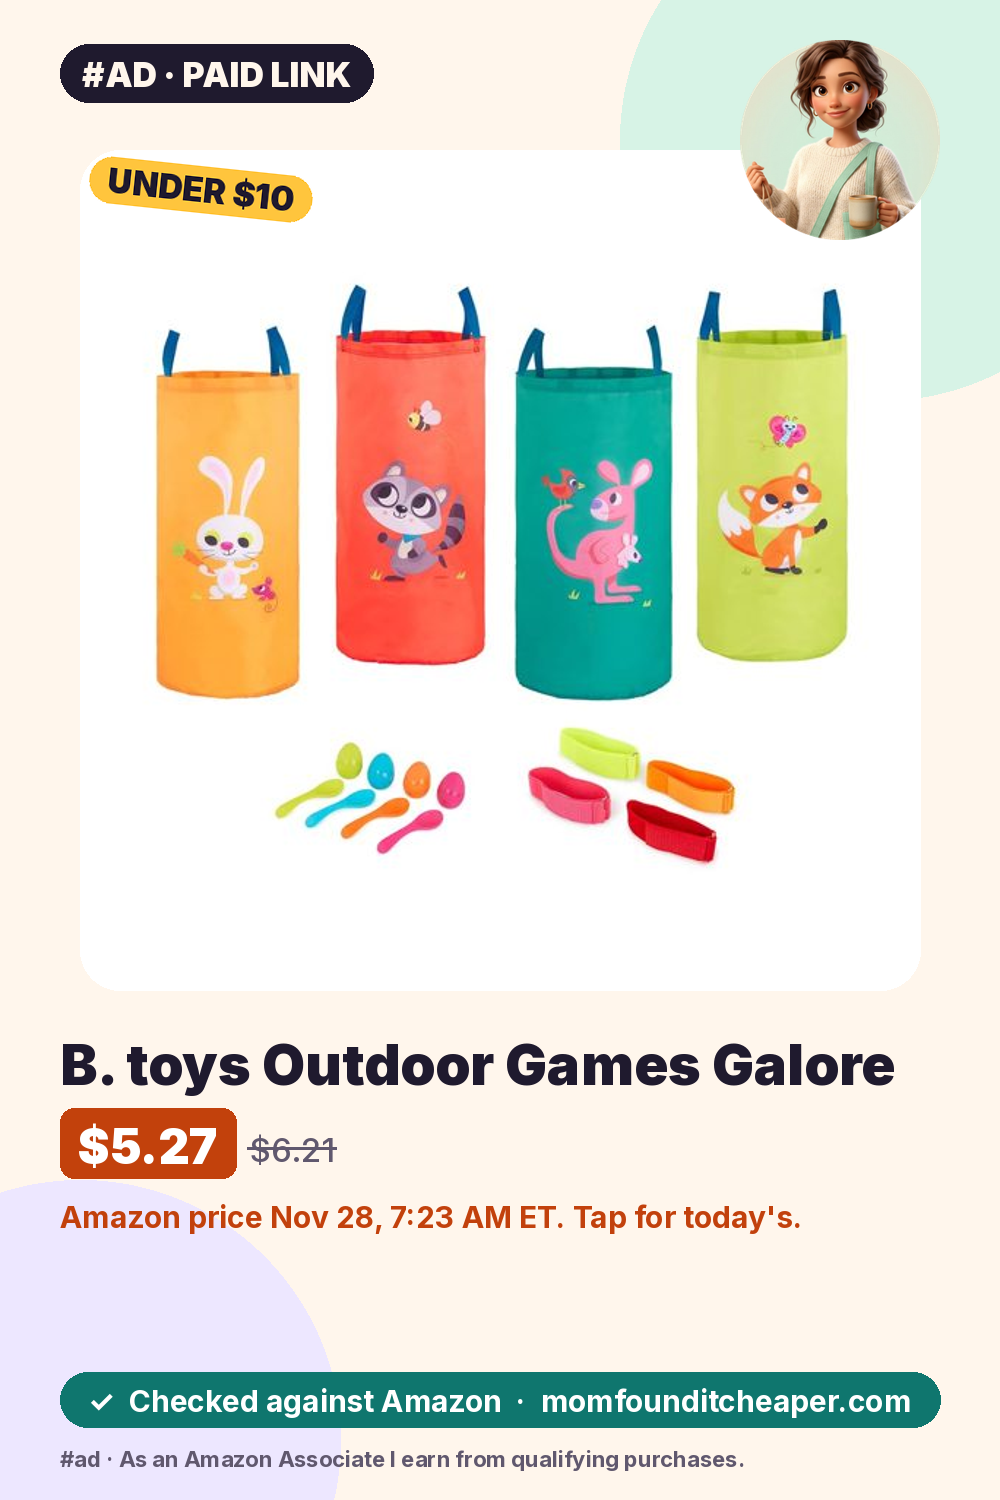 #AD · PAID LINK
UNDER $10
B. toys Outdoor Games Galore
$5.27 $6.21
Amazon price Nov 28, 7:23 AM ET. Tap for today's.
✓ Checked against Amazon · momfounditcheaper.com
#ad · As an Amazon Associate I earn from qualifying purchases.